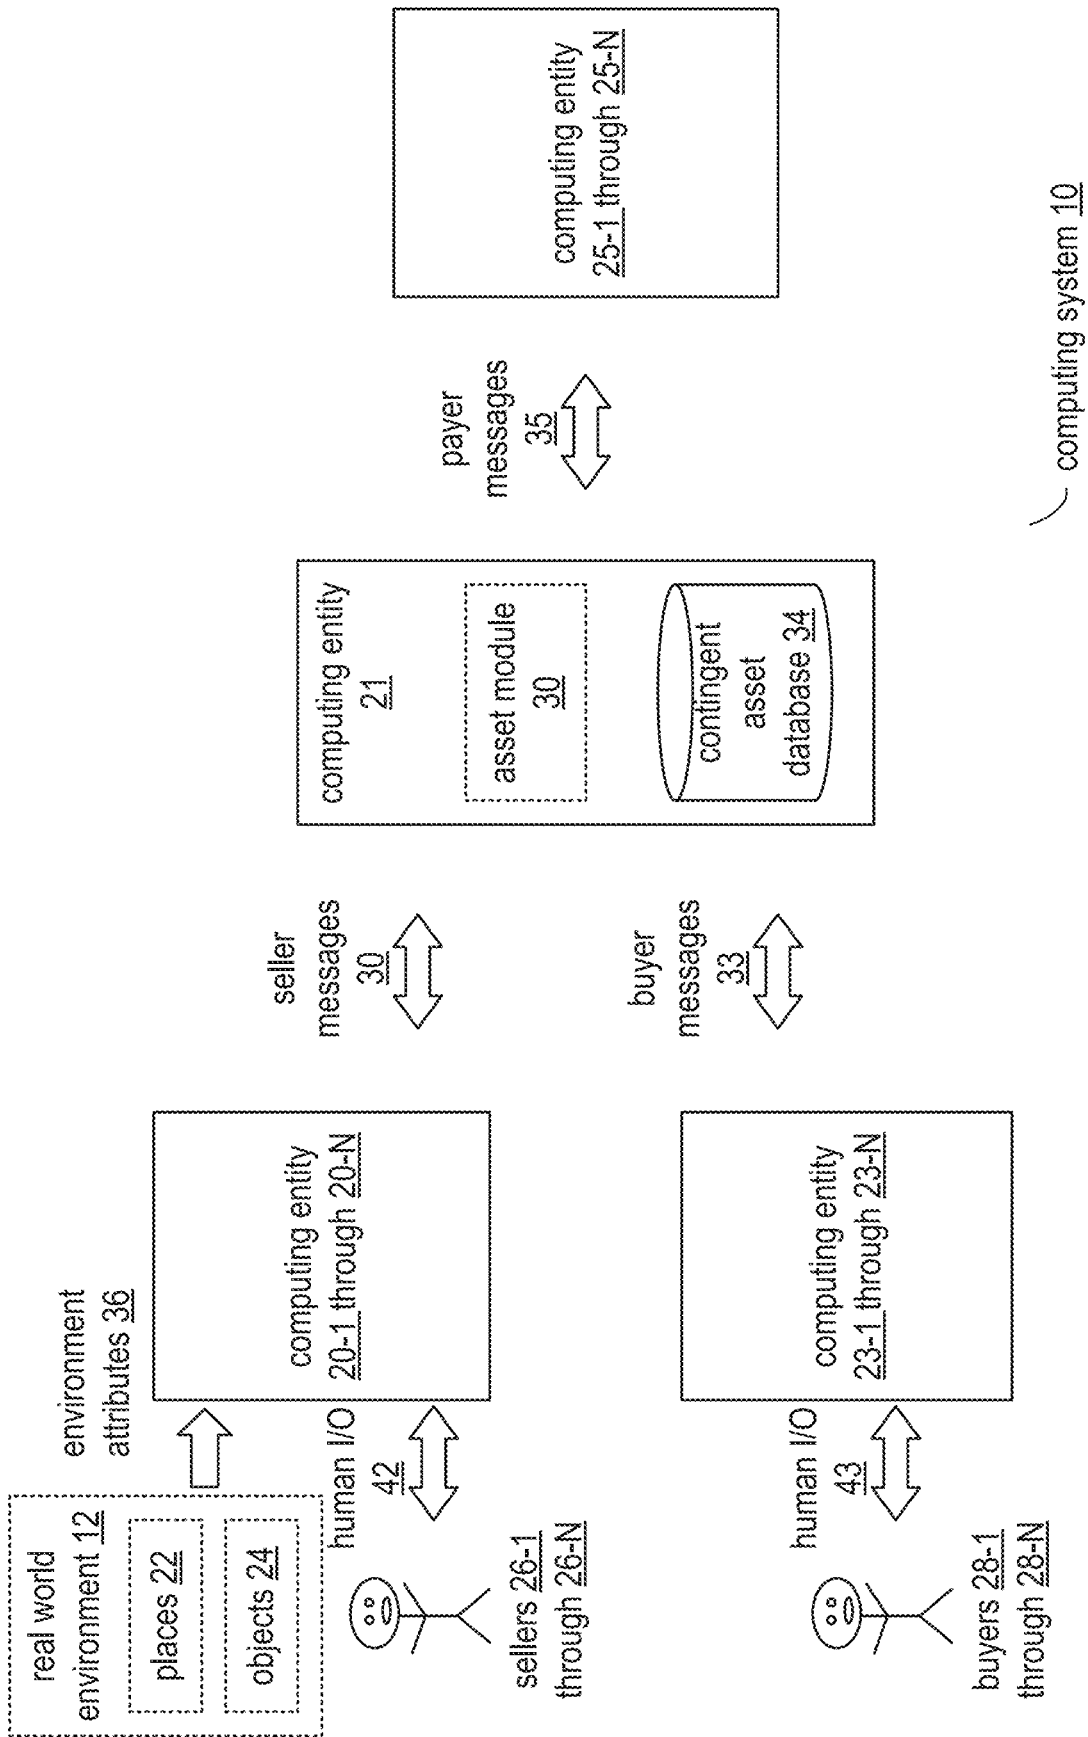 real world
environment 12
places 22
objects 24
environment
attributes 36
human I/O
42
sellers 26-1
through 26-N
computing entity
20-1 through 20-N
seller
messages
30
human I/O
43
buyers 28-1
through 28-N
computing entity
23-1 through 23-N
buyer
messages
33
computing entity
21
asset module
30
contingent
asset
database 34
payer
messages
35
computing entity
25-1 through 25-N
computing system 10